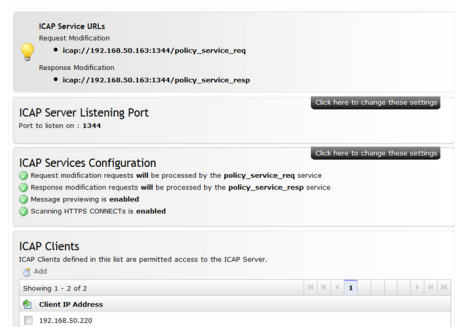 ICAP Service URLs
Request Modification
icap://192.168.50.163:1344/policy_service_req
Response Modification
icap://192.168.50.163:1344/policy_service_resp
Click here to change these settings
ICAP Server Listening Port
Port to listen on : 1344
Click here to change these settings
ICAP Services Configuration
Request modification requests will be processed by the policy_service_req service
Response modification requests will be processed by the policy_service_resp service
Message previewing is enabled
Scanning HTTPS CONNECTs is enabled
ICAP Clients
ICAP Clients defined in this list are permitted access to the ICAP Server.
Add
Showing 1 - 2 of 2 1
Client IP Address
192.168.50.220